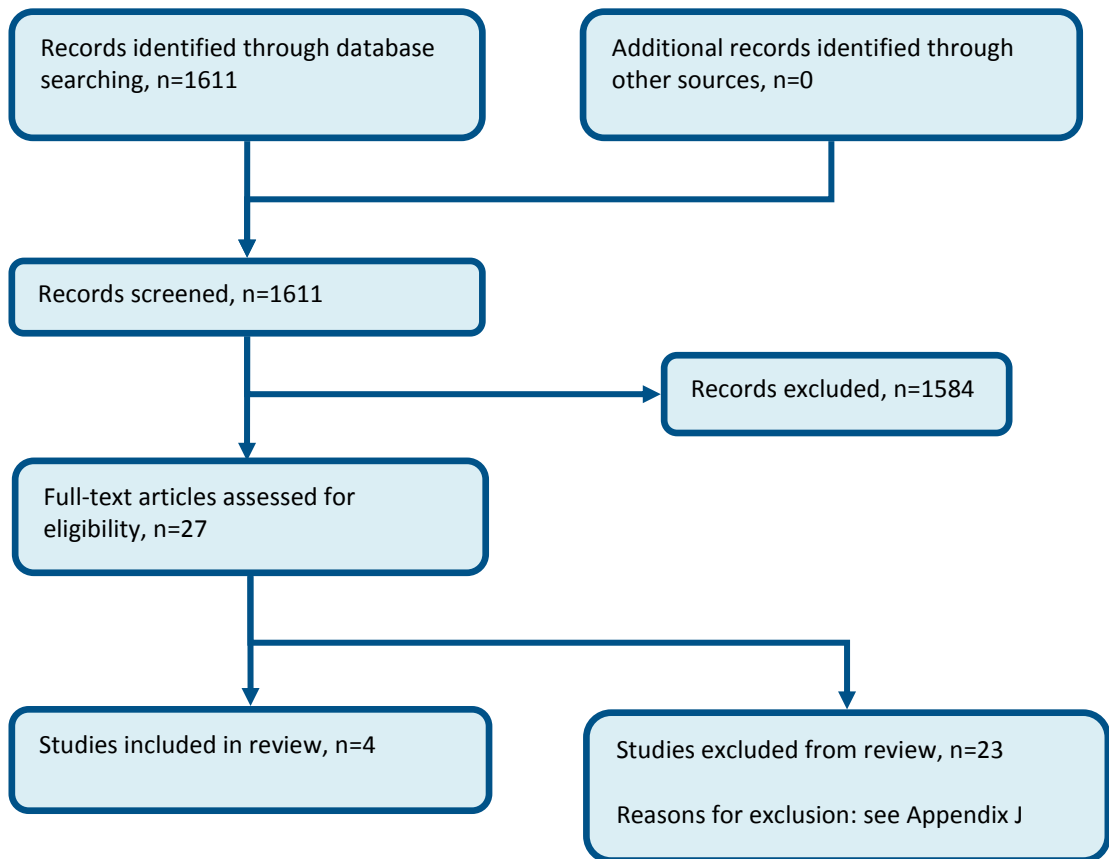 Records identified through database
searching, n=1611
Additional records identified through
other sources, n=0
Records screened, n=1611
Records excluded, n=1584
Full-text articles assessed for
eligibility, n=27
Studies included in review, n=4
Studies excluded from review, n=23
Reasons for exclusion: see Appendix J